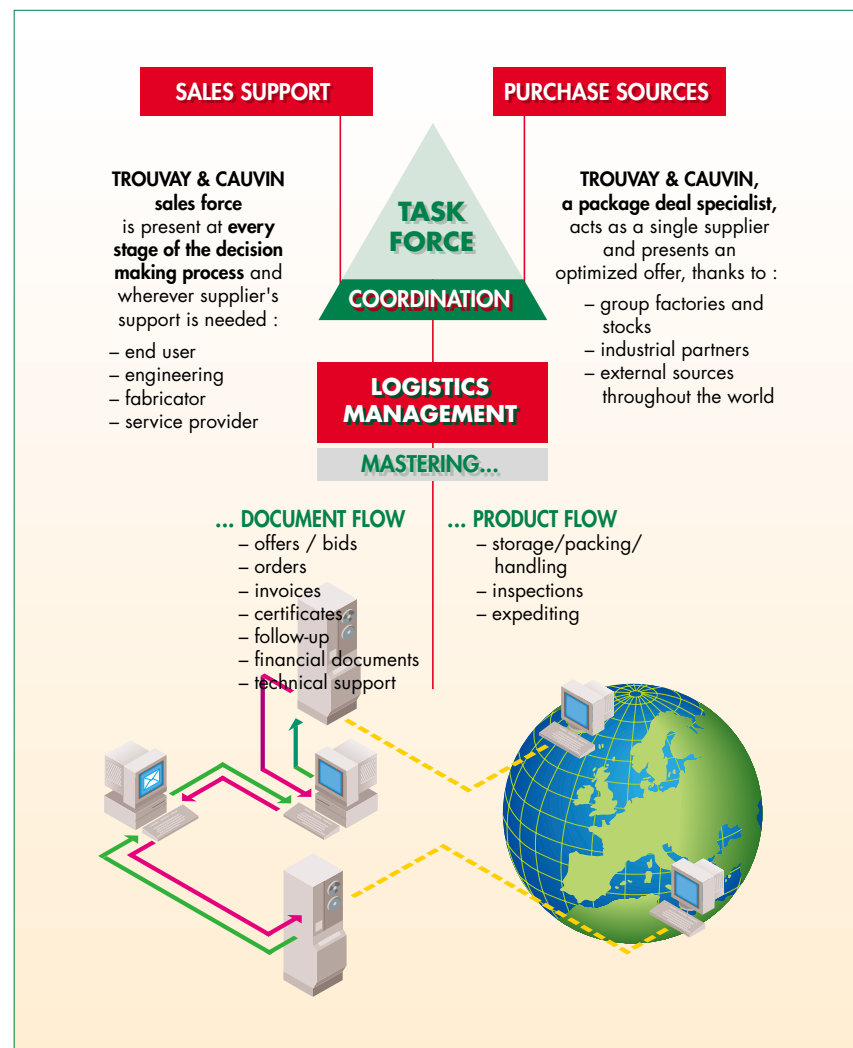 SALES SUPPORT
PURCHASE SOURCES
TROUVAY & CAUVIN
sales force
is present at every
stage of the decision
making process and
wherever supplier's
support is needed :
– end user
– engineering
– fabricator
– service provider
TASK
FORCE
COORDINATION
TROUVAY & CAUVIN,
a package deal specialist,
acts as a single supplier
and presents an
optimized offer, thanks to :
– group factories and
stocks
– industrial partners
– external sources
throughout the world
LOGISTICS
MANAGEMENT
MASTERING...
... DOCUMENT FLOW
– offers / bids
– orders
– invoices
– certificates
– follow-up
– financial documents
– technical support
... PRODUCT FLOW
– storage/packing/
handling
– inspections
– expediting